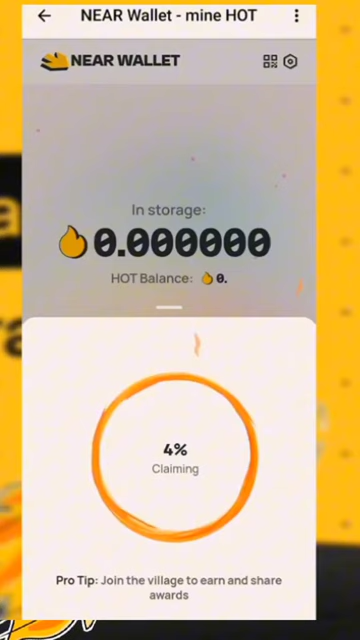 NEAR Wallet - mine HOT
NEAR WALLET
In storage:
0.000000
HOT Balance: 0.
4%
Claiming
Pro Tip: Join the village to earn and share
awards